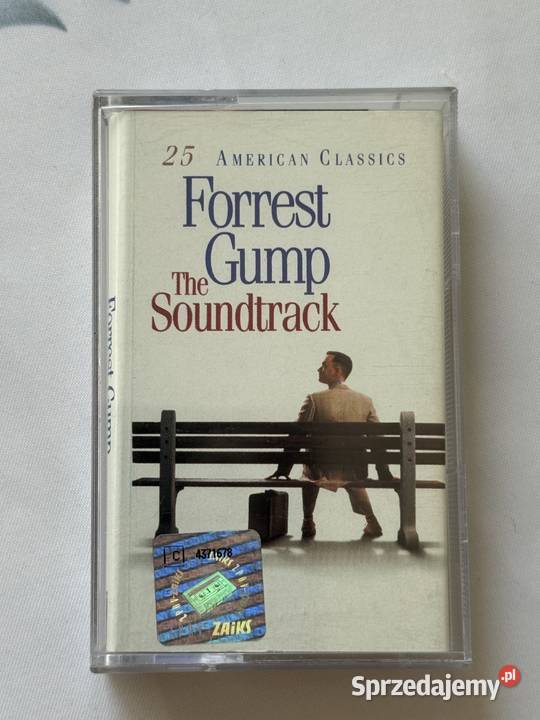 25 AMERICAN CLASSICS
Forrest
Gump
The
Soundtrack
Forrest Gump
C 4371678
ZAiKS
Sprzedajemy.pl